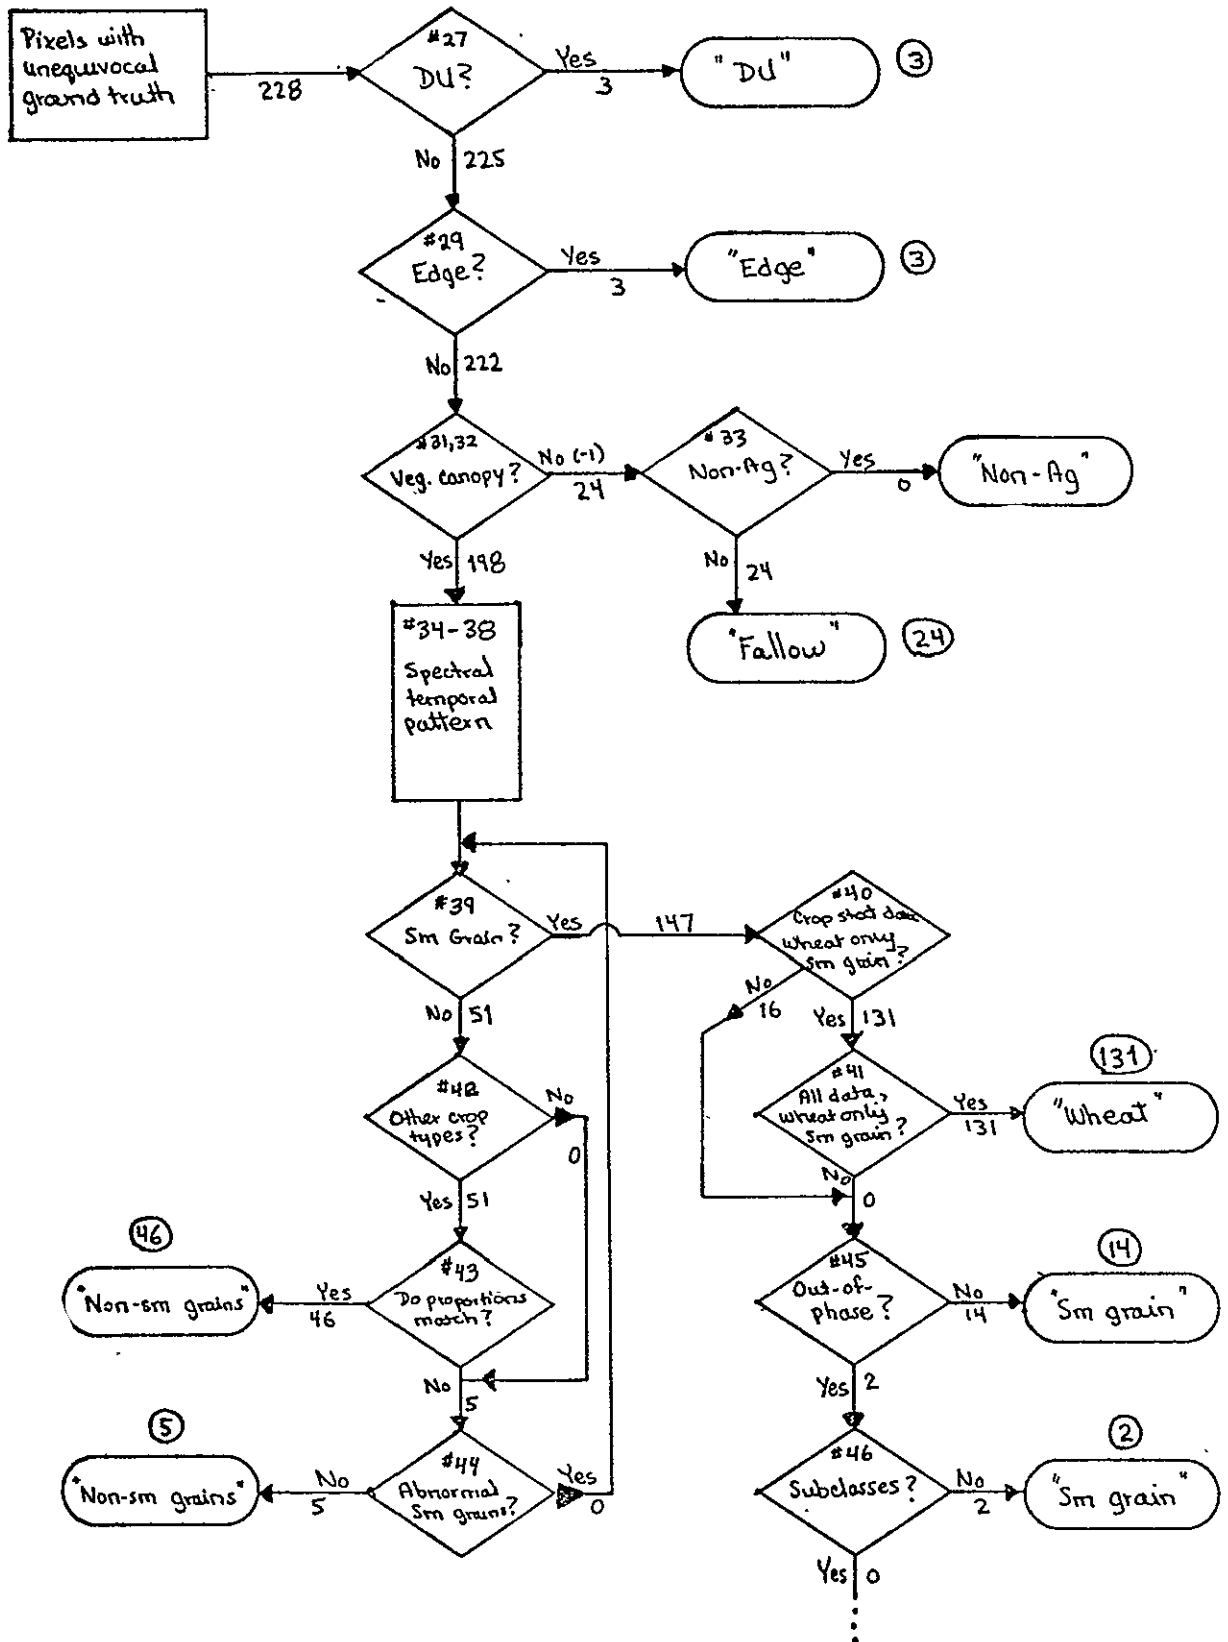 Pixels with
unequivocal
ground truth
228
#27
DU?
Yes
3
"DU"
3
No 225
#29
Edge?
Yes
3
"Edge"
3
No 222
#31,32
Veg. canopy?
No (-1)
24
#33
Non-Ag?
Yes
0
"Non-Ag"
Yes 198
No
24
"Fallow"
24
#34-38
Spectral
temporal
pattern
#39
Sm Grain?
Yes
147
#40
Crop stat data
wheat only
sm grain?
No
16
Yes 131
No 51
#42
Other crop
types?
No
0
#41
All data,
wheat only
sm grain?
Yes
131
"Wheat"
131
Yes 51
No
0
46
"Non-sm grains"
Yes
46
#43
Do proportions
match?
#45
Out-of-
phase?
No
14
"Sm grain"
14
No
5
Yes 2
5
"Non-sm grains"
No
5
#44
Abnormal
Sm grains?
Yes
0
#46
Subclasses?
No
2
"Sm grain"
2
Yes 0